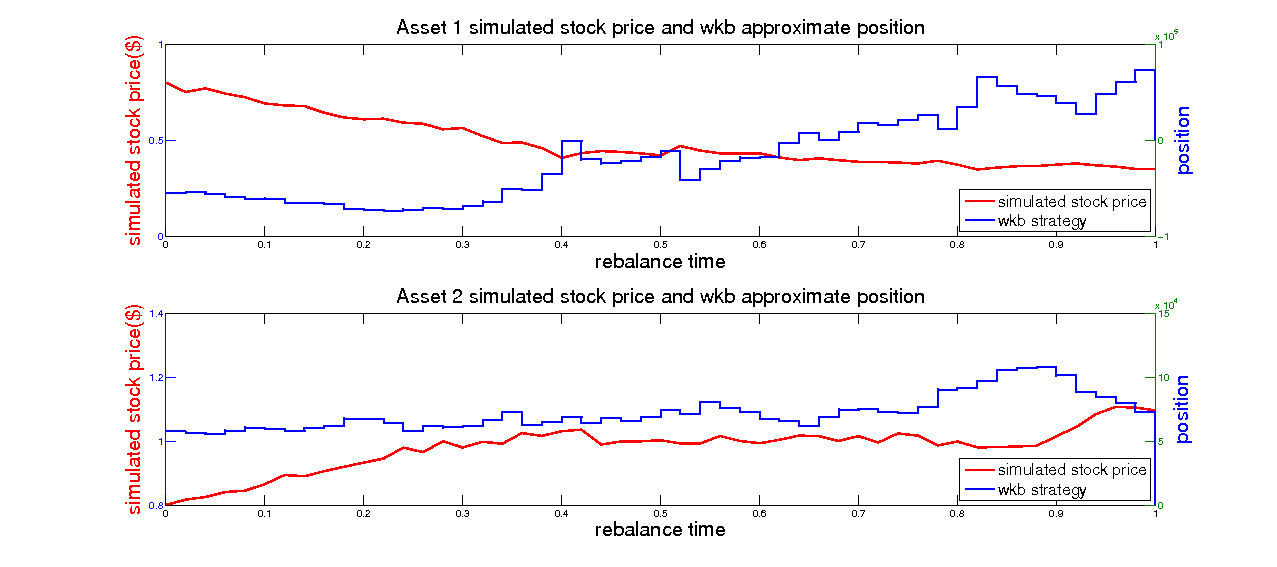 Asset 1 simulated stock price and wkb approximate position
x 10^5
simulated stock price($)
1
0.5
0
1
0
-1
position
simulated stock price
wkb strategy
0 0.1 0.2 0.3 0.4 0.5 0.6 0.7 0.8 0.9 1
rebalance time
Asset 2 simulated stock price and wkb approximate position
x 10^4
simulated stock price($)
1.4
1.2
1
0.8
15
10
5
0
position
simulated stock price
wkb strategy
0 0.1 0.2 0.3 0.4 0.5 0.6 0.7 0.8 0.9 1
rebalance time